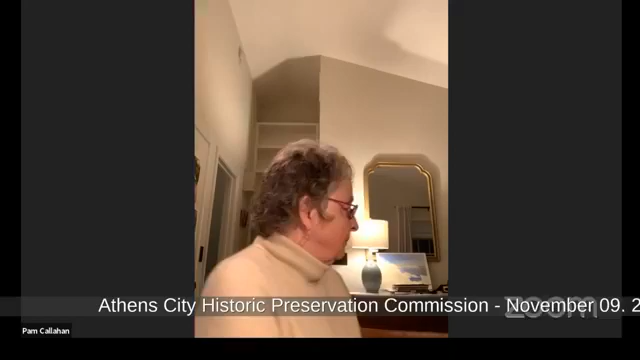 Athens City Historic Preservation Commission - November 09. 2
zoom
Pam Callahan